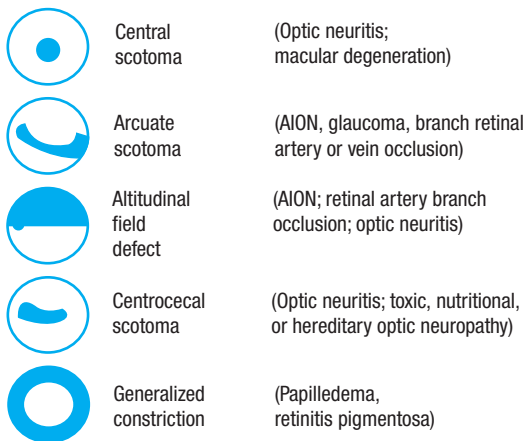 Central (Optic neuritis;
scotoma macular degeneration)
Arcuate (AION, glaucoma, branch retinal
scotoma artery or vein occlusion)
Altitudinal (AION; retinal artery branch
field occlusion; optic neuritis)
defect
Centrocecal (Optic neuritis; toxic, nutritional,
scotoma or hereditary optic neuropathy)
Generalized (Papilledema,
constriction retinitis pigmentosa)